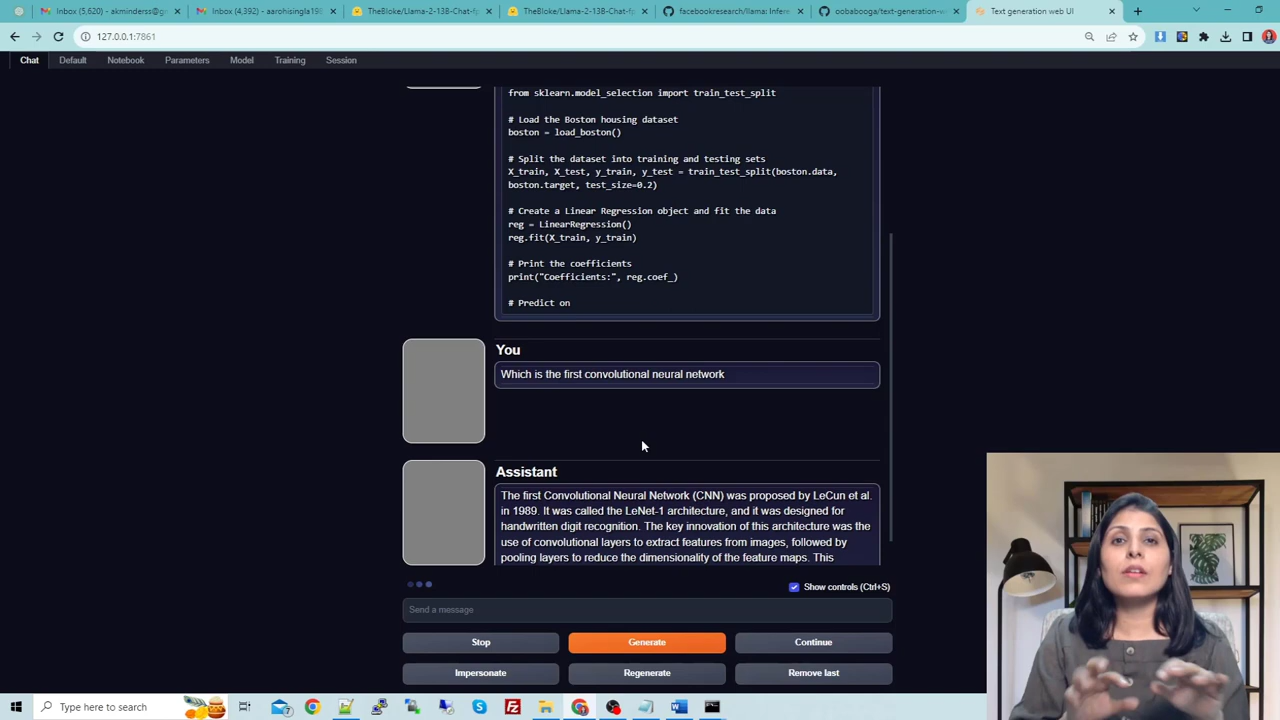 Inbox (5,620) - akminderss@gm
Inbox (4,392) - aarohisingla198
TheBloke/Llama-2-13B-Chat-fp
TheBloke/Llama-2-13B-Chat-fp
facebookresearch/llama: Infere
oobabooga/text-generation-w
Text generation web UI
127.0.0.1:7861
Chat
Default
Notebook
Parameters
Model
Training
Session
from sklearn.model_selection import train_test_split
# Load the Boston housing dataset
boston = load_boston()
# Split the dataset into training and testing sets
X_train, X_test, y_train, y_test = train_test_split(boston.data,
boston.target, test_size=0.2)
# Create a Linear Regression object and fit the data
reg = LinearRegression()
reg.fit(X_train, y_train)
# Print the coefficients
print("Coefficients:", reg.coef_)
# Predict on
You
Which is the first convolutional neural network
Assistant
The first Convolutional Neural Network (CNN) was proposed by LeCun et al.
in 1989. It was called the LeNet-1 architecture, and it was designed for
handwritten digit recognition. The key innovation of this architecture was the
use of convolutional layers to extract features from images, followed by
pooling layers to reduce the dimensionality of the feature maps. This
Show controls (Ctrl+S)
Send a message
Stop
Generate
Continue
Impersonate
Regenerate
Remove last
Type here to search